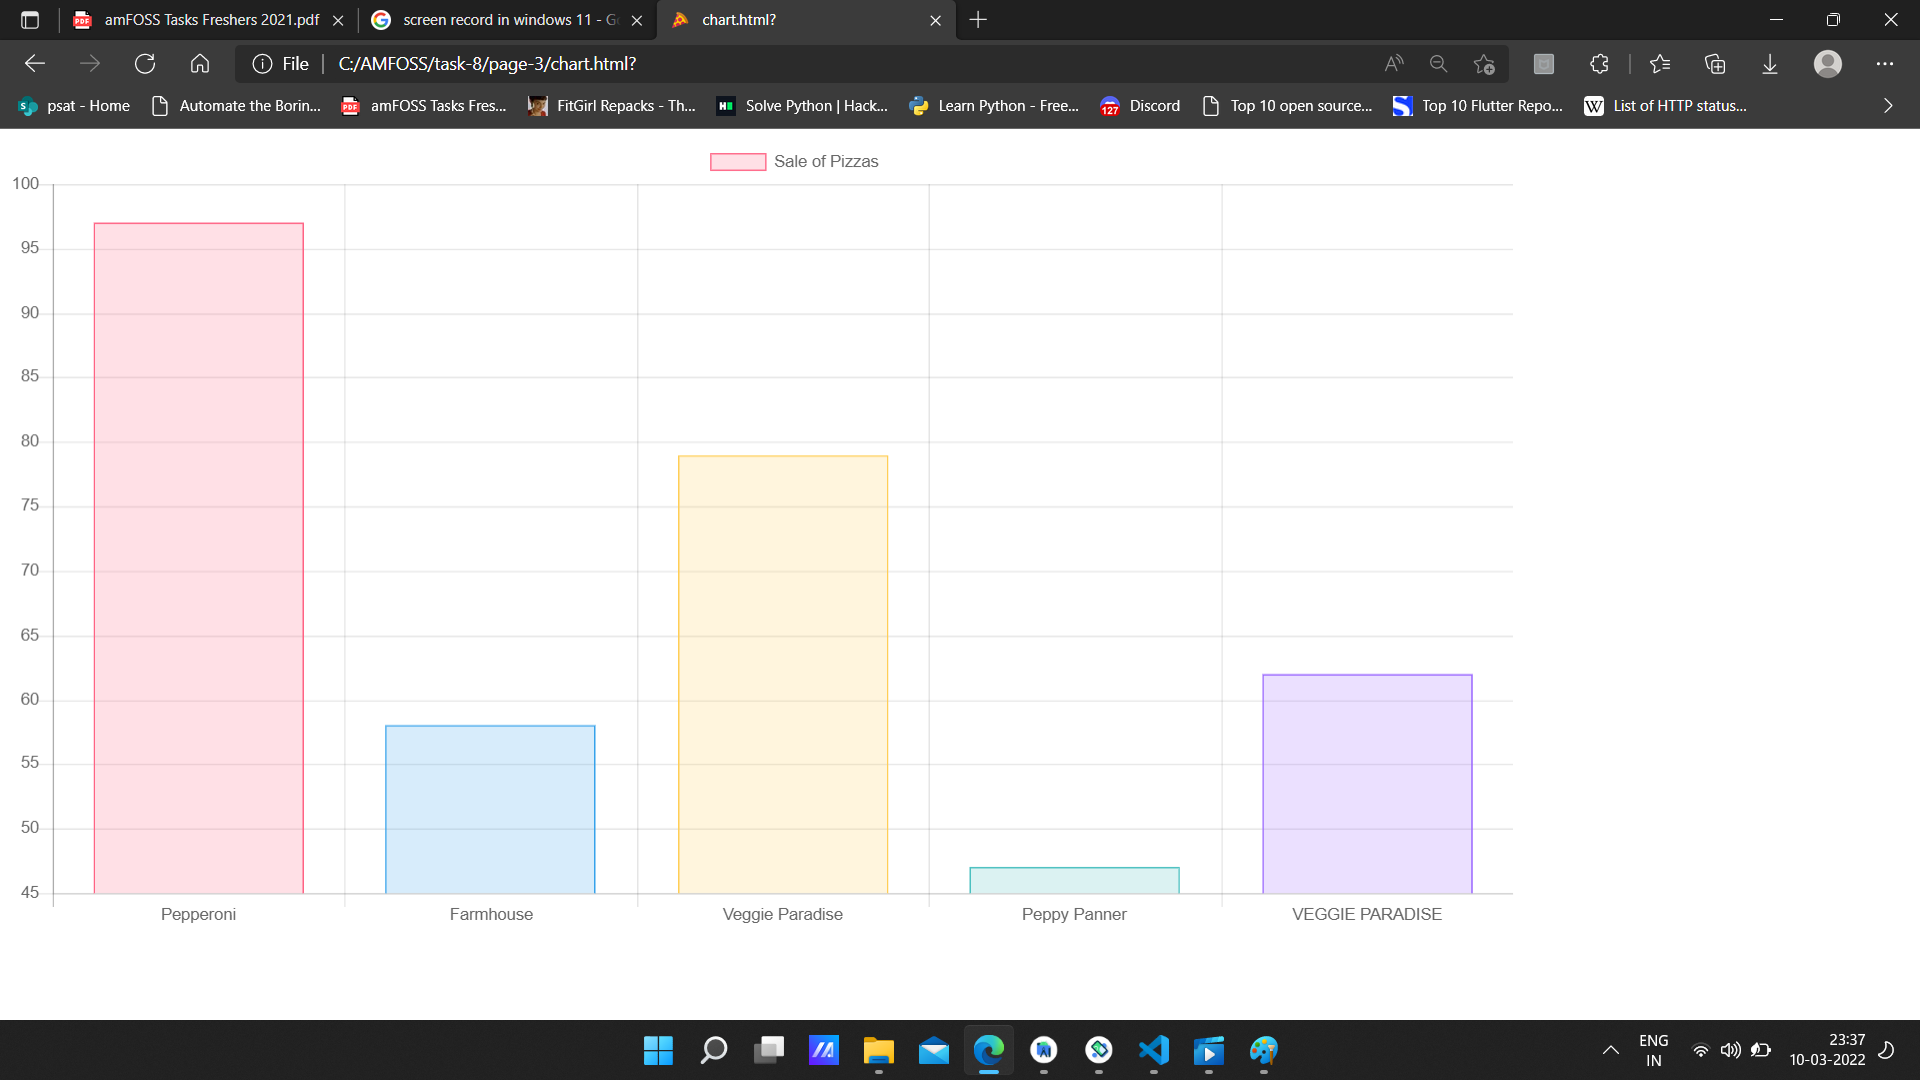 amFOSS Tasks Freshers 2021.pdf
screen record in windows 11 - Go
chart.html?
File
C:/AMFOSS/task-8/page-3/chart.html?
psat - Home
Automate the Borin...
amFOSS Tasks Fres...
FitGirl Repacks - Th...
Solve Python | Hack...
Learn Python - Free...
127
Discord
Top 10 open source...
Top 10 Flutter Repo...
List of HTTP status...
Sale of Pizzas
100
95
90
85
80
75
70
65
60
55
50
45
Pepperoni
Farmhouse
Veggie Paradise
Peppy Panner
VEGGIE PARADISE
ENG
IN
23:37
10-03-2022